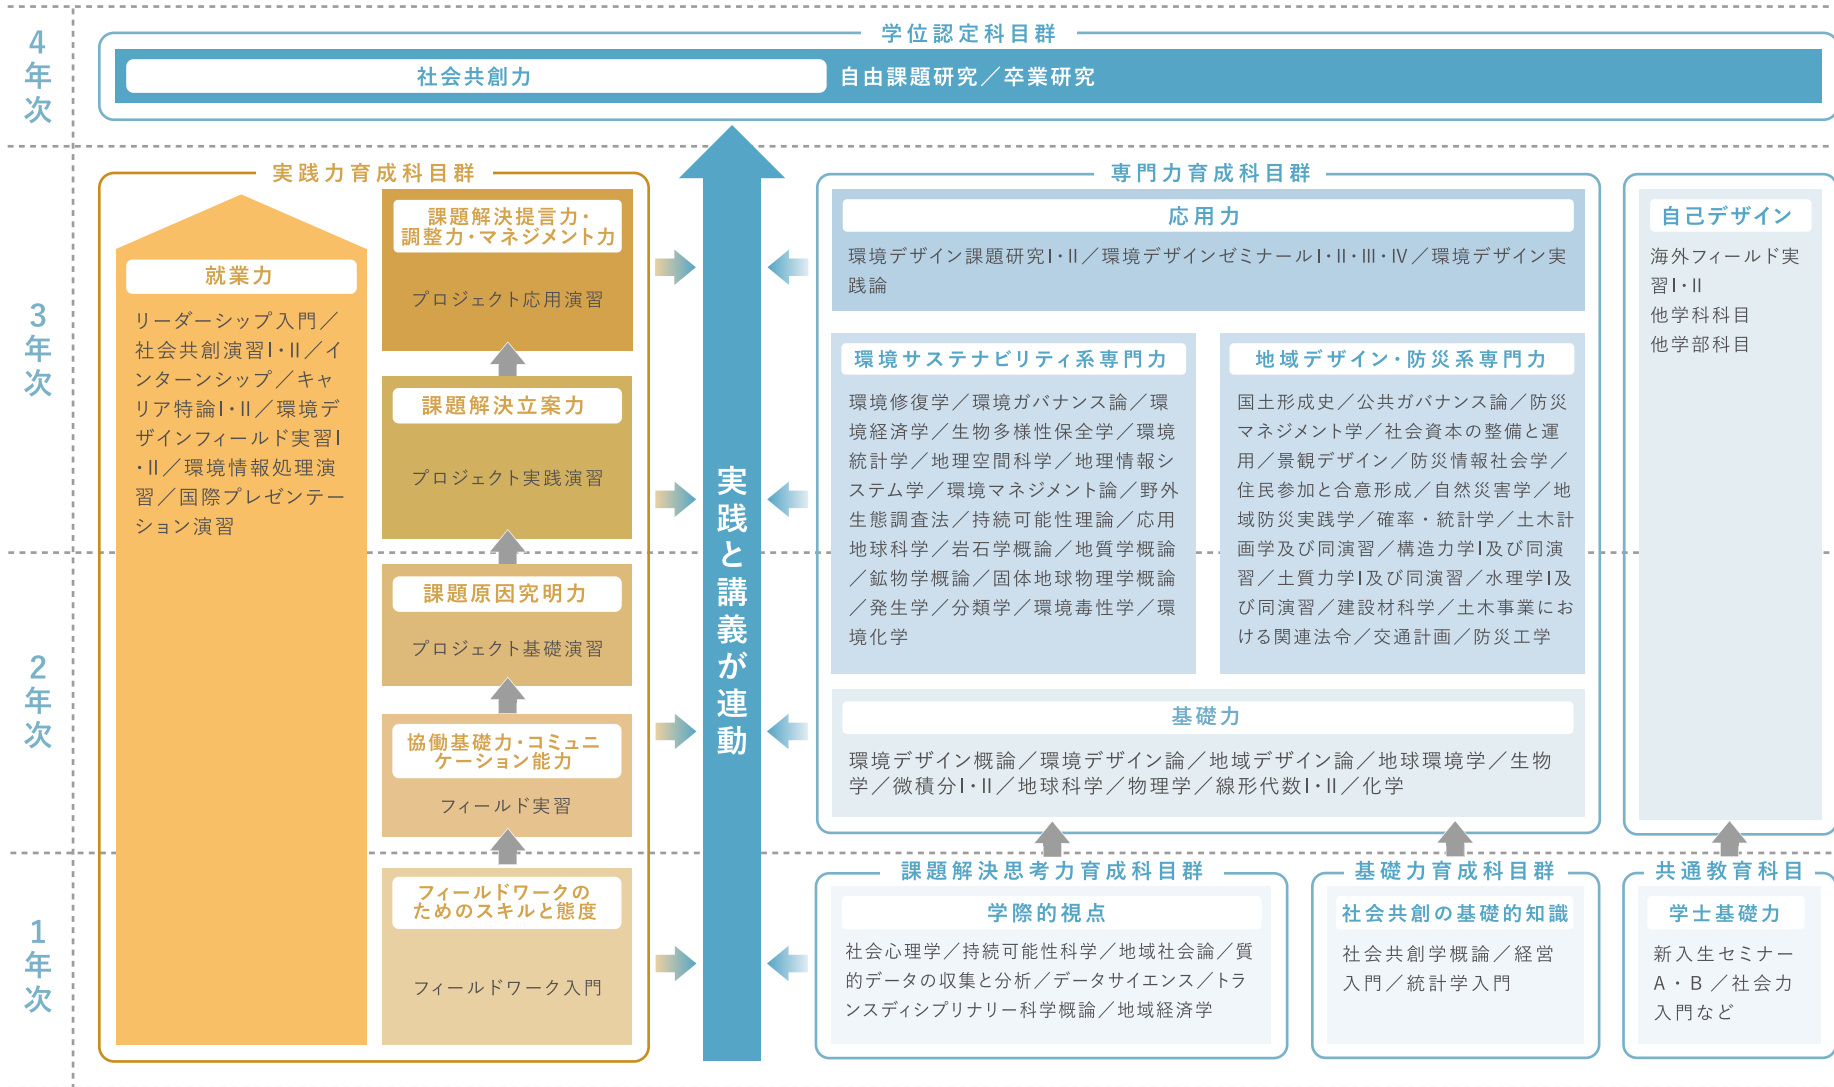 4年次
学位認定科目群
社会共創力
自由課題研究／卒業研究
3年次
実践力育成科目群
就業力
リーダーシップ入門／
社会共創演習I・II／イ
ンターンシップ／キャ
リア特論I・II／環境デ
ザインフィールド実習I
・II／環境情報処理演
習／国際プレゼンテー
ション演習
課題解決提言力・
調整力・マネジメント力
プロジェクト応用演習
課題解決立案力
プロジェクト実践演習
2年次
課題原因究明力
プロジェクト基礎演習
協働基礎力・コミュニ
ケーション能力
フィールド実習
1年次
フィールドワークの
ためのスキルと態度
フィールドワーク入門
実践と講義が連動
専門力育成科目群
応用力
環境デザイン課題研究I・II／環境デザインゼミナールI・II・III・IV／環境デザイン実
践論
環境サステナビリティ系専門力
環境修復学／環境ガバナンス論／環
境経済学／生物多様性保全学／環境
統計学／地理空間科学／地理情報シ
ステム学／環境マネジメント論／野外
生態調査法／持続可能性理論／応用
地球科学／岩石学概論／地質学概論
／鉱物学概論／固体地球物理学概論
／発生学／分類学／環境毒性学／環
境化学
地域デザイン・防災系専門力
国土形成史／公共ガバナンス論／防災
マネジメント学／社会資本の整備と運
用／景観デザイン／防災情報社会学／
住民参加と合意形成／自然災害学／地
域防災実践学／確率・統計学／土木計
画学及び同演習／構造力学I及び同演
習／土質力学I及び同演習／水理学I及
び同演習／建設材料学／土木事業にお
ける関連法令／交通計画／防災工学
基礎力
環境デザイン概論／環境デザイン論／地域デザイン論／地球環境学／生物
学／微積分I・II／地球科学／物理学／線形代数I・II／化学
自己デザイン
海外フィールド実
習I・II
他学科科目
他学部科目
課題解決思考力育成科目群
学際的視点
社会心理学／持続可能性科学／地域社会論／質
的データの収集と分析／データサイエンス／トラ
ンスディシプリナリー科学概論／地域経済学
基礎力育成科目群
社会共創の基礎的知識
社会共創学概論／経営
入門／統計学入門
共通教育科目
学士基礎力
新入生セミナー
A・B／社会力
入門など